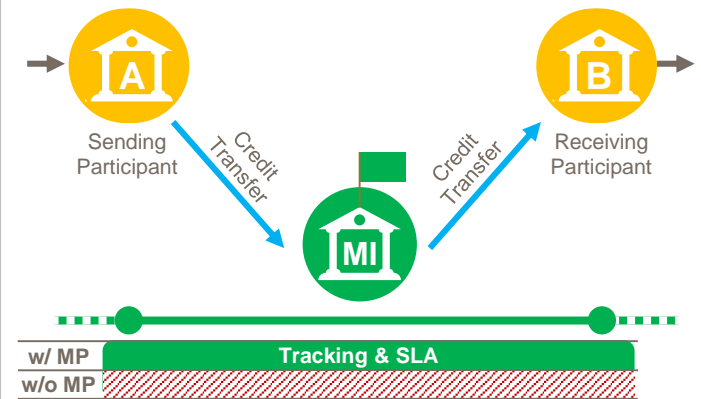 A
B
Sending
Participant
Credit
Transfer
Credit
Transfer
Receiving
Participant
MI
w/ MP
Tracking & SLA
w/o MP